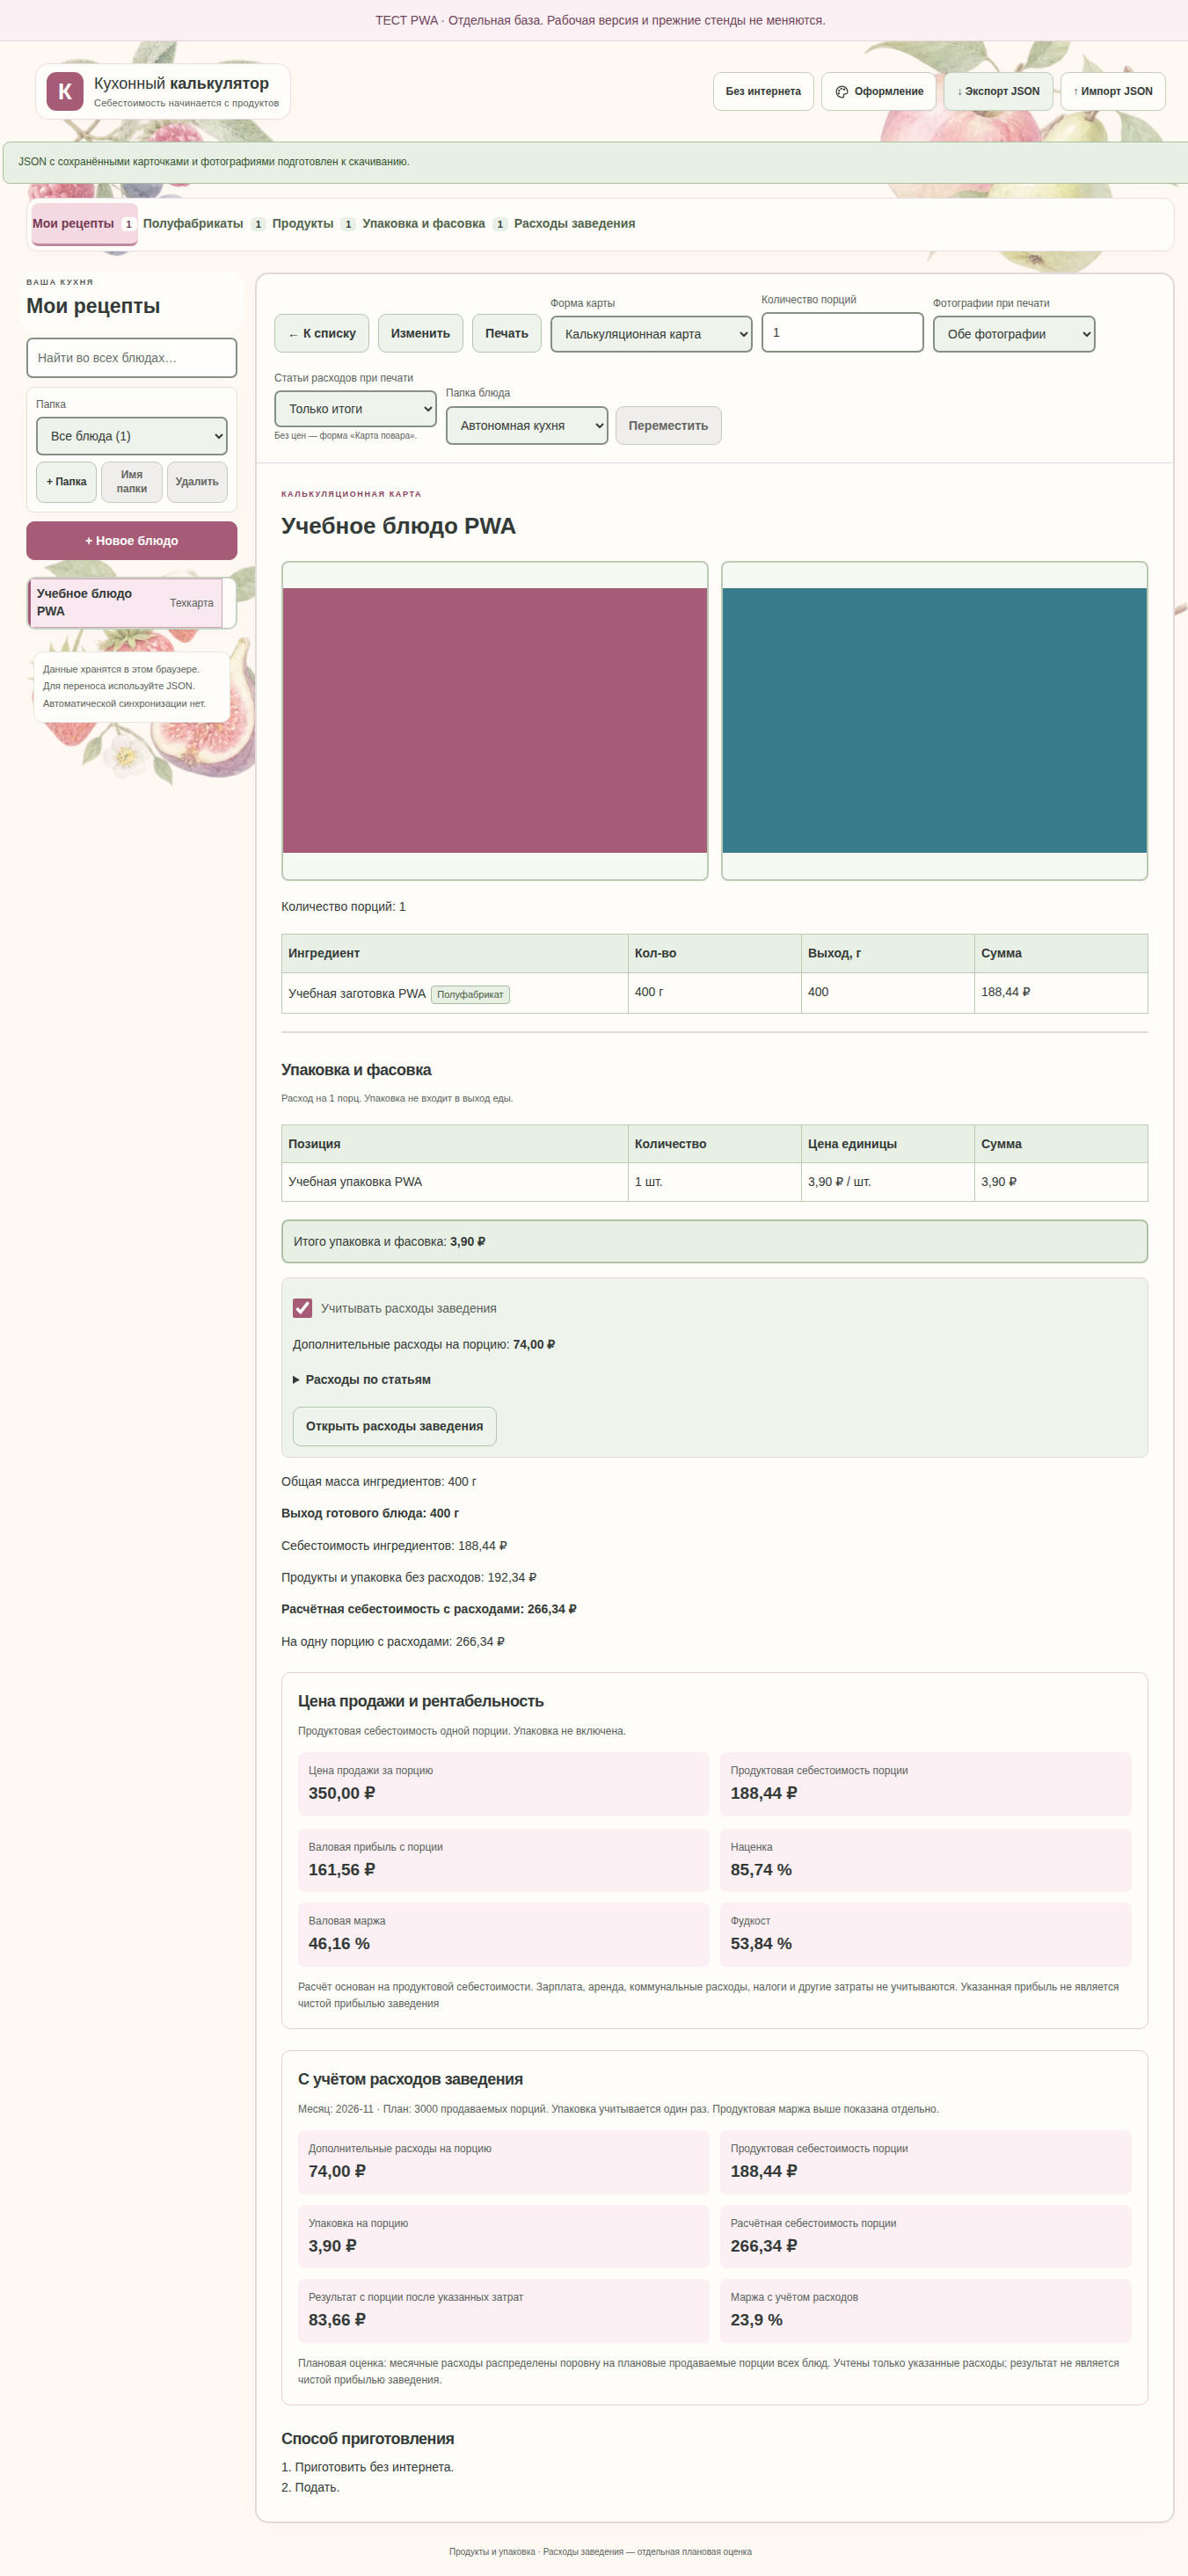 ТЕСТ PWA · Отдельная база. Рабочая версия и прежние стенды не меняются.
К
Кухонный калькулятор
Себестоимость начинается с продуктов
Без интернета
Оформление
↓ Экспорт JSON
↑ Импорт JSON
JSON с сохранёнными карточками и фотографиями подготовлен к скачиванию.
Мои рецепты 1 Полуфабрикаты 1 Продукты 1 Упаковка и фасовка 1 Расходы заведения
ВАША КУХНЯ
Мои рецепты
Найти во всех блюдах…
Папка
Все блюда (1)
+ Папка
Имя папки
Удалить
+ Новое блюдо
Учебное блюдо PWA
Техкарта
Данные хранятся в этом браузере.
Для переноса используйте JSON.
Автоматической синхронизации нет.
← К списку
Изменить
Печать
Форма карты
Калькуляционная карта
Количество порций
1
Фотографии при печати
Обе фотографии
Статьи расходов при печати
Только итоги
Без цен — форма «Карта повара».
Папка блюда
Автономная кухня
Переместить
КАЛЬКУЛЯЦИОННАЯ КАРТА
Учебное блюдо PWA
Количество порций: 1
Ингредиент Кол-во Выход, г Сумма
Учебная заготовка PWA Полуфабрикат 400 г 400 188,44 ₽
Упаковка и фасовка
Расход на 1 порц. Упаковка не входит в выход еды.
Позиция Количество Цена единицы Сумма
Учебная упаковка PWA 1 шт. 3,90 ₽ / шт. 3,90 ₽
Итого упаковка и фасовка: 3,90 ₽
Учитывать расходы заведения
Дополнительные расходы на порцию: 74,00 ₽
Расходы по статьям
Открыть расходы заведения
Общая масса ингредиентов: 400 г
Выход готового блюда: 400 г
Себестоимость ингредиентов: 188,44 ₽
Продукты и упаковка без расходов: 192,34 ₽
Расчётная себестоимость с расходами: 266,34 ₽
На одну порцию с расходами: 266,34 ₽
Цена продажи и рентабельность
Продуктовая себестоимость одной порции. Упаковка не включена.
Цена продажи за порцию
350,00 ₽
Продуктовая себестоимость порции
188,44 ₽
Валовая прибыль с порции
161,56 ₽
Наценка
85,74 %
Валовая маржа
46,16 %
Фудкост
53,84 %
Расчёт основан на продуктовой себестоимости. Зарплата, аренда, коммунальные расходы, налоги и другие затраты не учитываются. Указанная прибыль не является
чистой прибылью заведения
С учётом расходов заведения
Месяц: 2026-11 · План: 3000 продаваемых порций. Упаковка учитывается один раз. Продуктовая маржа выше показана отдельно.
Дополнительные расходы на порцию
74,00 ₽
Продуктовая себестоимость порции
188,44 ₽
Упаковка на порцию
3,90 ₽
Расчётная себестоимость порции
266,34 ₽
Результат с порции после указанных затрат
83,66 ₽
Маржа с учётом расходов
23,9 %
Плановая оценка: месячные расходы распределены поровну на плановые продаваемые порции всех блюд. Учтены только указанные расходы; результат не является
чистой прибылью заведения.
Способ приготовления
1. Приготовить без интернета.
2. Подать.
Продукты и упаковка · Расходы заведения — отдельная плановая оценка